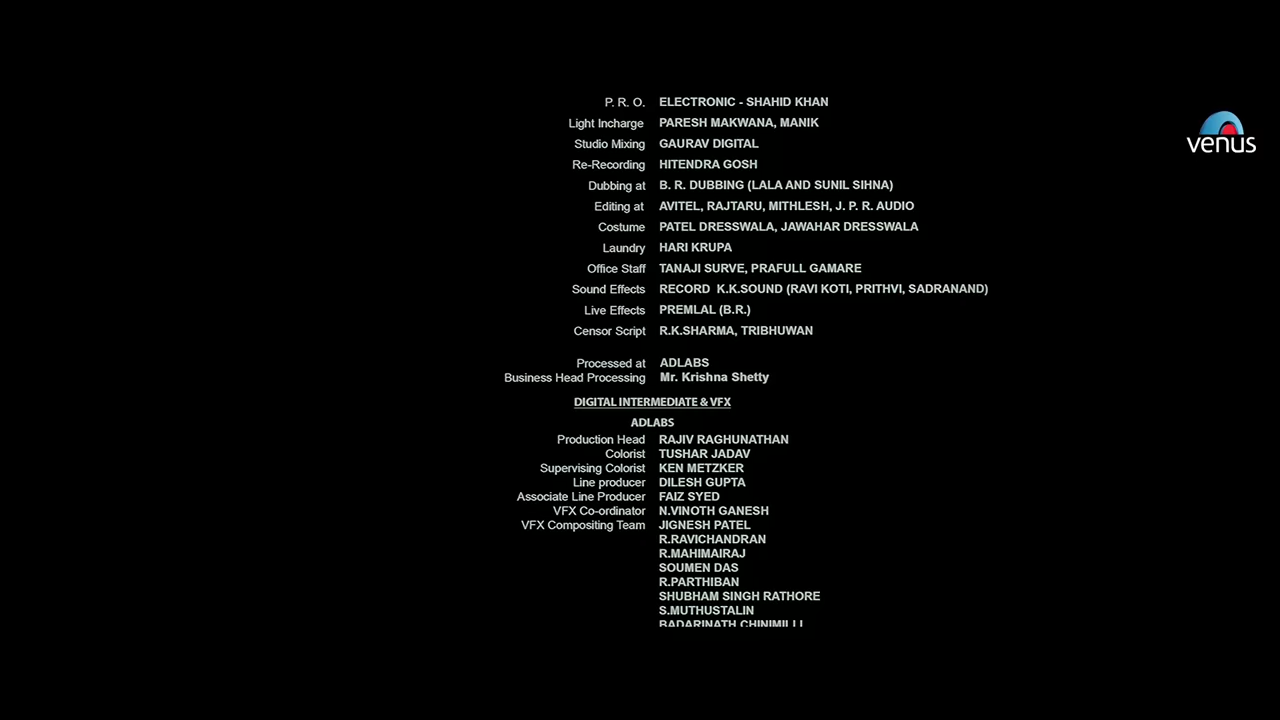 P. R. O. ELECTRONIC - SHAHID KHAN
Light Incharge PARESH MAKWANA, MANIK
venus
Studio Mixing GAURAV DIGITAL
Re-Recording HITENDRA GOSH
Dubbing at B. R. DUBBING (LALA AND SUNIL SIHNA)
Editing at AVITEL, RAJTARU, MITHLESH, J. P. R. AUDIO
Costume PATEL DRESSWALA, JAWAHAR DRESSWALA
Laundry HARI KRUPA
Office Staff TANAJI SURVE, PRAFULL GAMARE
Sound Effects RECORD K.K.SOUND (RAVI KOTI, PRITHVI, SADRANAND)
Live Effects PREMLAL (B.R.)
Censor Script R.K.SHARMA, TRIBHUWAN
Processed at ADLABS
Business Head Processing Mr. Krishna Shetty
DIGITAL INTERMEDIATE & VFX
ADLABS
Production Head RAJIV RAGHUNATHAN
Colorist TUSHAR JADAV
Supervising Colorist KEN METZKER
Line producer DILESH GUPTA
Associate Line Producer FAIZ SYED
VFX Co-ordinator N.VINOTH GANESH
VFX Compositing Team JIGNESH PATEL
R.RAVICHANDRAN
R.MAHIMAIRAJ
SOUMEN DAS
R.PARTHIBAN
SHUBHAM SINGH RATHORE
S.MUTHUSTALIN
BADARINATH CHINIMILLI